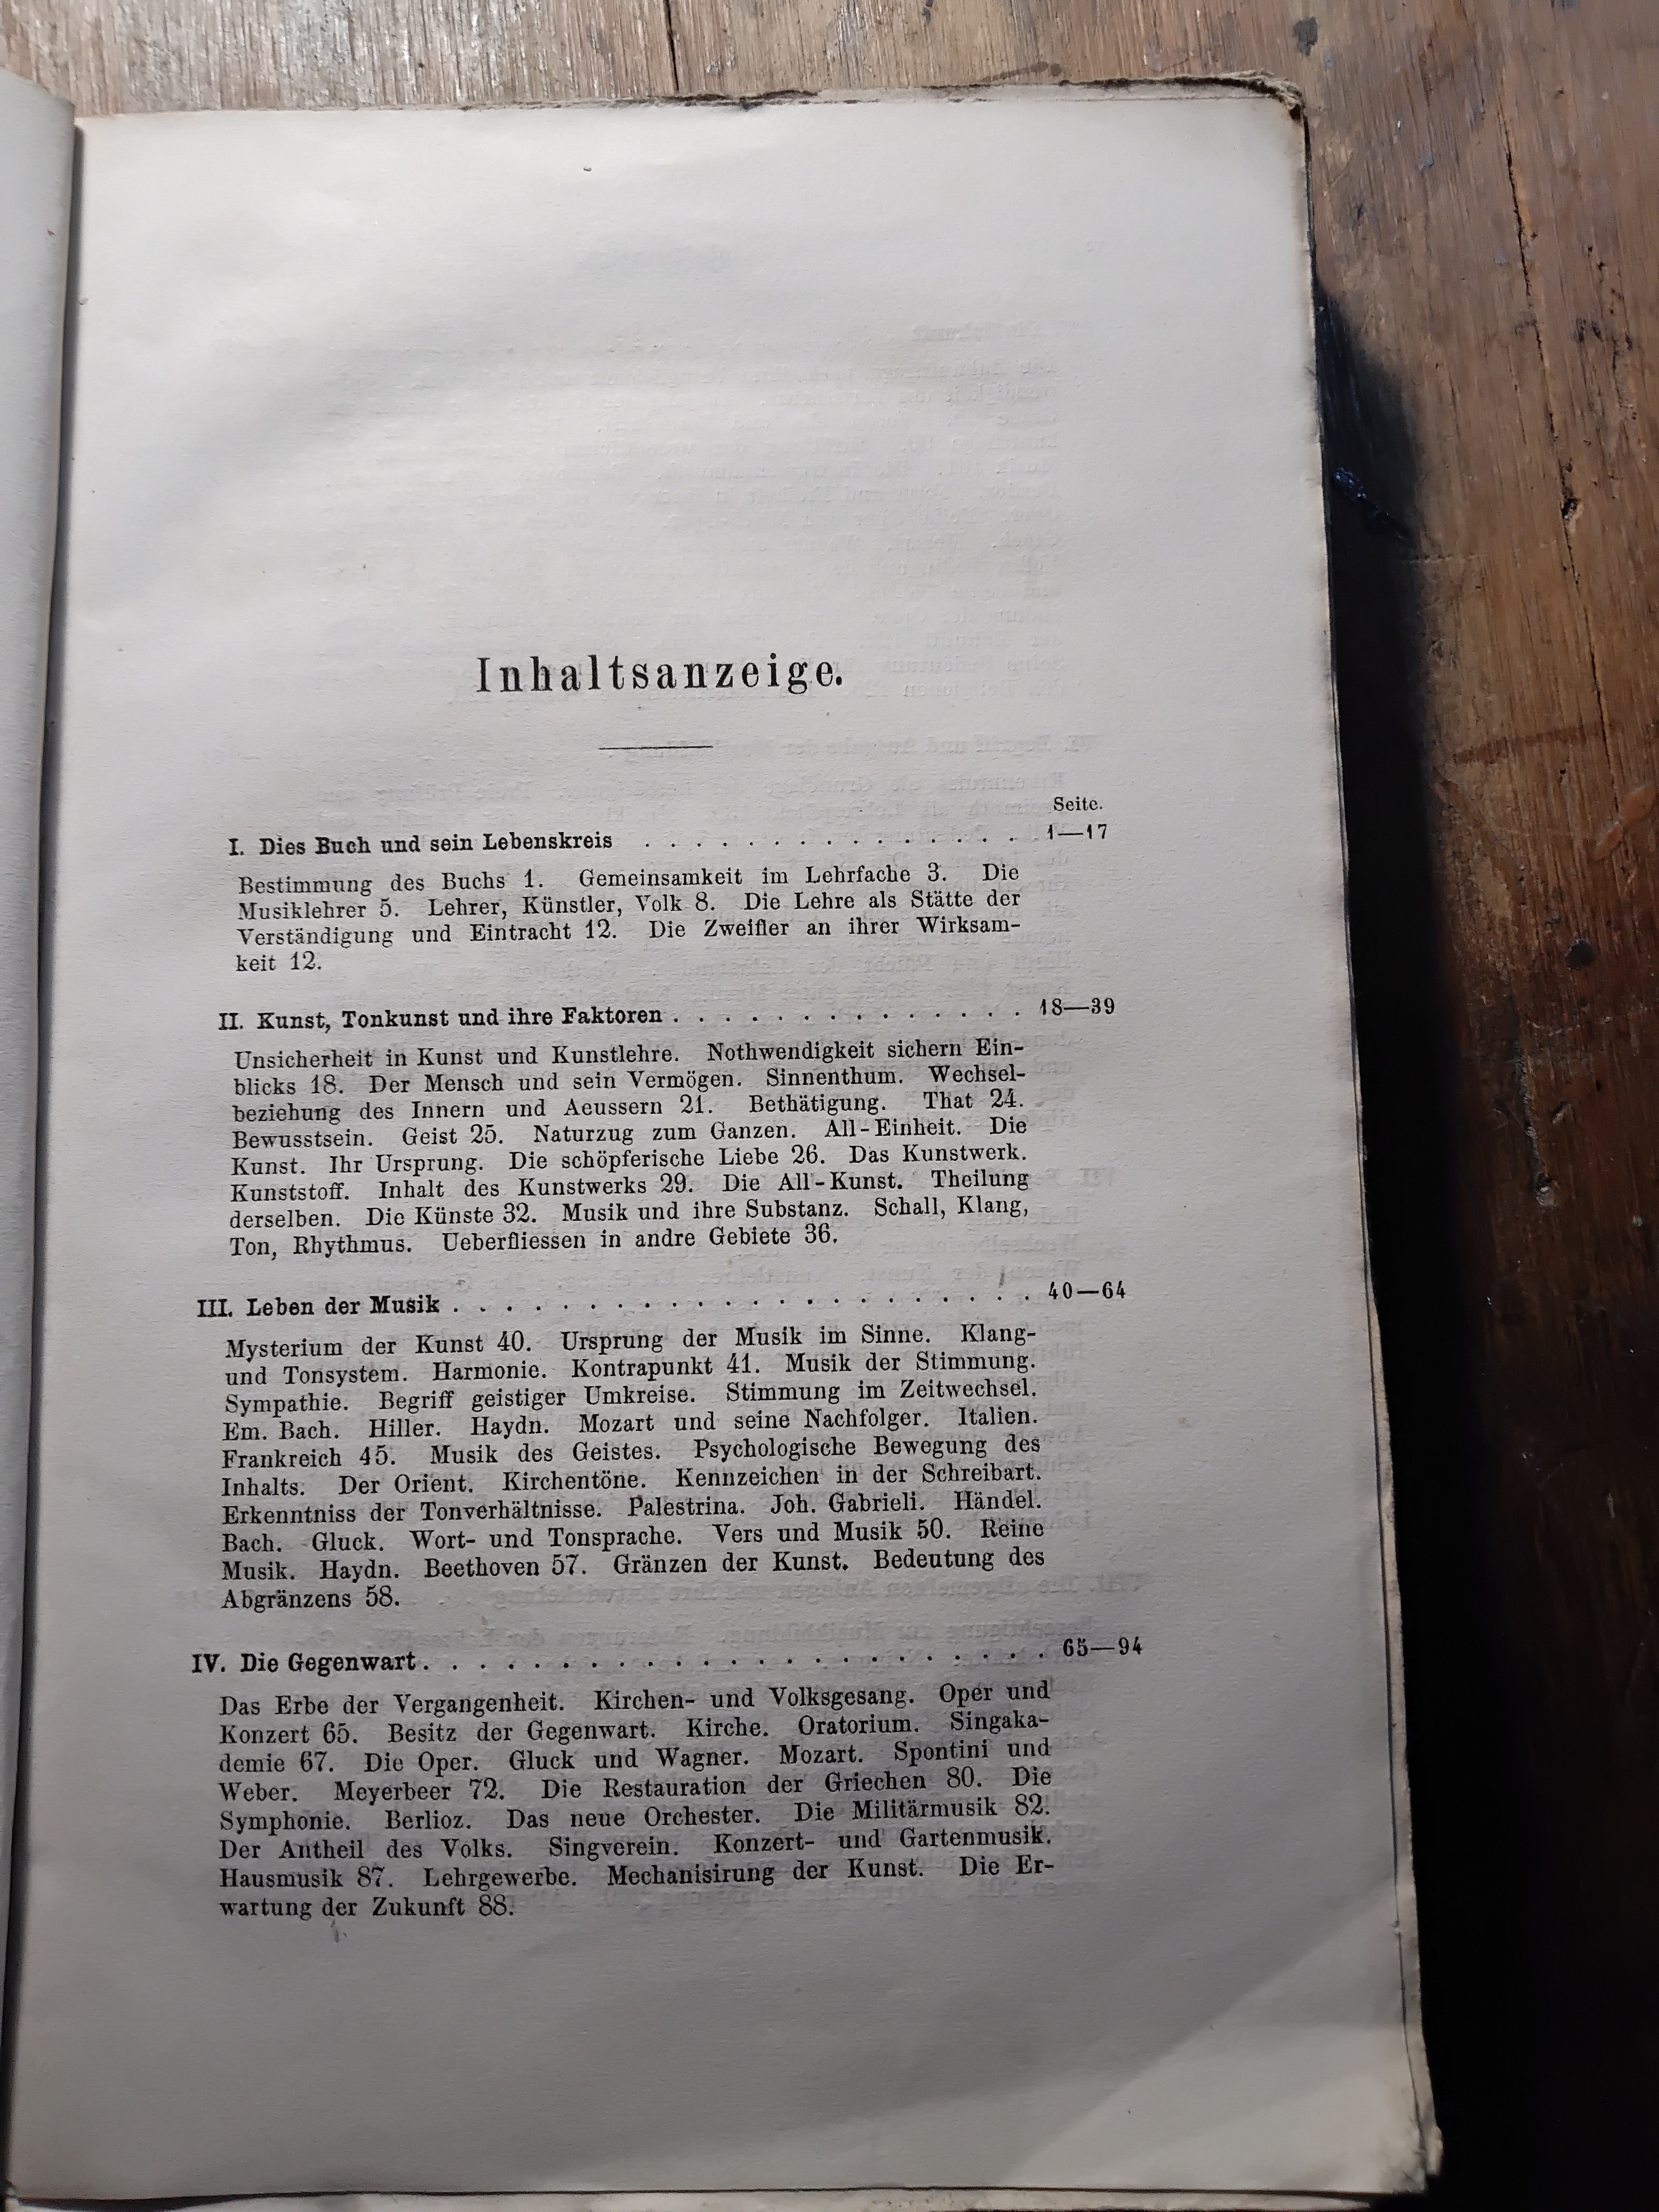 Inhaltsanzeige.
Seite.
I. Dies Buch und sein Lebenskreis . . . . . . . . . . . . . . . 1—17
Bestimmung des Buchs 1. Gemeinsamkeit im Lehrfache 3. Die
Musiklehrer 5. Lehrer, Künstler, Volk 8. Die Lehre als Stätte der
Verständigung und Eintracht 12. Die Zweifler an ihrer Wirksam-
keit 12.
II. Kunst, Tonkunst und ihre Faktoren . . . . . . . . . . . . . . 18—39
Unsicherheit in Kunst und Kunstlehre. Nothwendigkeit sichern Ein-
blicks 18. Der Mensch und sein Vermögen. Sinnenthum. Wechsel-
beziehung des Innern und Aeussern 21. Bethätigung. That 24.
Bewusstsein. Geist 25. Naturzug zum Ganzen. All-Einheit. Die
Kunst. Ihr Ursprung. Die schöpferische Liebe 26. Das Kunstwerk.
Kunststoff. Inhalt des Kunstwerks 29. Die All-Kunst. Theilung
derselben. Die Künste 32. Musik und ihre Substanz. Schall, Klang,
Ton, Rhythmus. Ueberfliessen in andre Gebiete 36.
III. Leben der Musik . . . . . . . . . . . . . . . . . . . . . . 40—64
Mysterium der Kunst 40. Ursprung der Musik im Sinne. Klang-
und Tonsystem. Harmonie. Kontrapunkt 41. Musik der Stimmung.
Sympathie. Begriff geistiger Umkreise. Stimmung im Zeitwechsel.
Em. Bach. Hiller. Haydn. Mozart und seine Nachfolger. Italien.
Frankreich 45. Musik des Geistes. Psychologische Bewegung des
Inhalts. Der Orient. Kirchentöne. Kennzeichen in der Schreibart.
Erkenntniss der Tonverhältnisse. Palestrina. Joh. Gabrieli. Händel.
Bach. Gluck. Wort- und Tonsprache. Vers und Musik 50. Reine
Musik. Haydn. Beethoven 57. Gränzen der Kunst. Bedeutung des
Abgränzens 58.
IV. Die Gegenwart. . . . . . . . . . . . . . . . . . . . . . . . 65—94
Das Erbe der Vergangenheit. Kirchen- und Volksgesang. Oper und
Konzert 65. Besitz der Gegenwart. Kirche. Oratorium. Singaka-
demie 67. Die Oper. Gluck und Wagner. Mozart. Spontini und
Weber. Meyerbeer 72. Die Restauration der Griechen 80. Die
Symphonie. Berlioz. Das neue Orchester. Die Militärmusik 82.
Der Antheil des Volks. Singverein. Konzert- und Gartenmusik.
Hausmusik 87. Lehrgewerbe. Mechanisirung der Kunst. Die Er-
wartung der Zukunft 88.